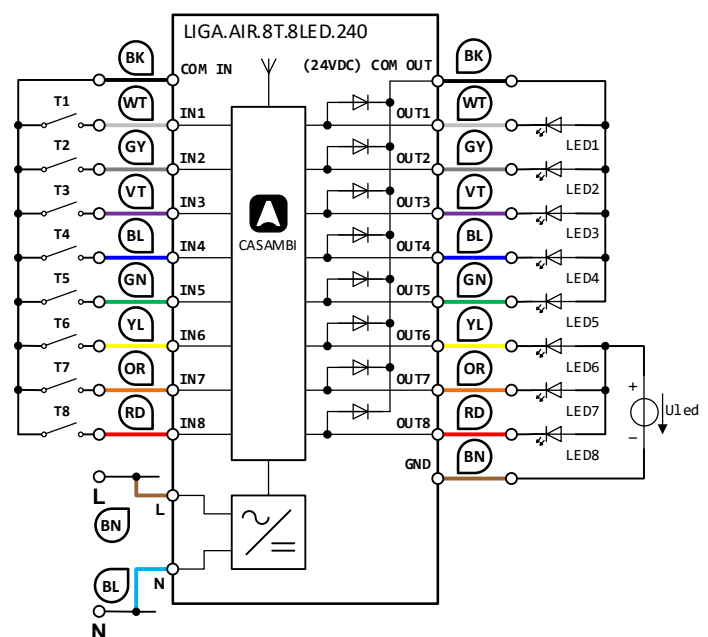 LIGA.AIR.8T.8LED.240
BK COM IN (24VDC) COM OUT BK
T1 WT IN1 OUT1 WT LED1
T2 GY IN2 OUT2 GY LED2
T3 VT IN3 OUT3 VT LED3
T4 BL IN4 CASAMBI OUT4 BL LED4
T5 GN IN5 OUT5 GN LED5
T6 YL IN6 OUT6 YL LED6
T7 OR IN7 OUT7 OR LED7
+ Uled −
T8 RD IN8 OUT8 RD LED8
GND BN
L L
BN
BL N
N